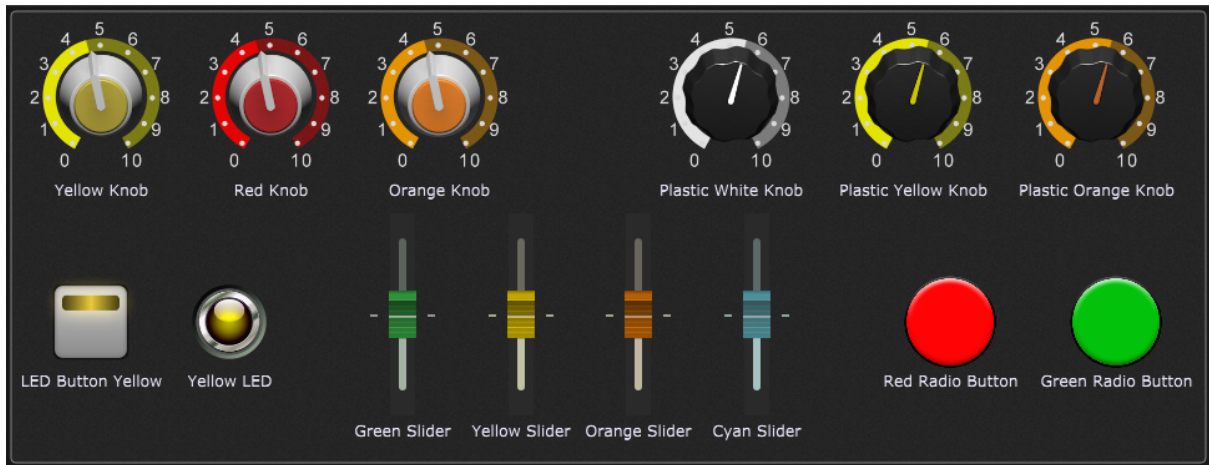 0 1 2 3 4 5 6 7 8 9 10
0 1 2 3 4 5 6 7 8 9 10
0 1 2 3 4 5 6 7 8 9 10
0 1 2 3 4 5 6 7 8 9 10
0 1 2 3 4 5 6 7 8 9 10
0 1 2 3 4 5 6 7 8 9 10
Yellow Knob
Red Knob
Orange Knob
Plastic White Knob
Plastic Yellow Knob
Plastic Orange Knob
LED Button Yellow
Yellow LED
Red Radio Button
Green Radio Button
Green Slider
Yellow Slider
Orange Slider
Cyan Slider